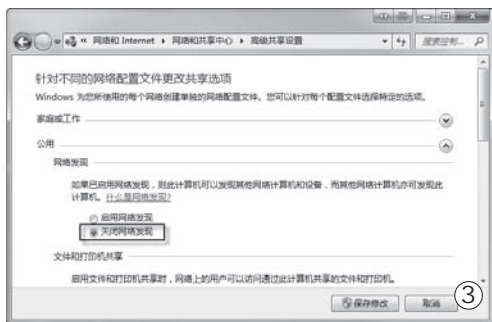 « 网络和 Internet ▸ 网络和共享中心 ▸ 高级共享设置
搜索控制...
针对不同的网络配置文件更改共享选项
Windows 为您所使用的每个网络创建单独的网络配置文件。您可以针对每个配置文件选择特定的选项。
家庭或工作
公用
网络发现
如果已启用网络发现，则此计算机可以发现其他网络计算机和设备，而其他网络计算机亦可发现此
计算机。什么是网络发现?
启用网络发现
关闭网络发现
文件和打印机共享
启用文件和打印机共享时，网络上的用户可以访问通过此计算机共享的文件和打印机。
保存修改 取消
③